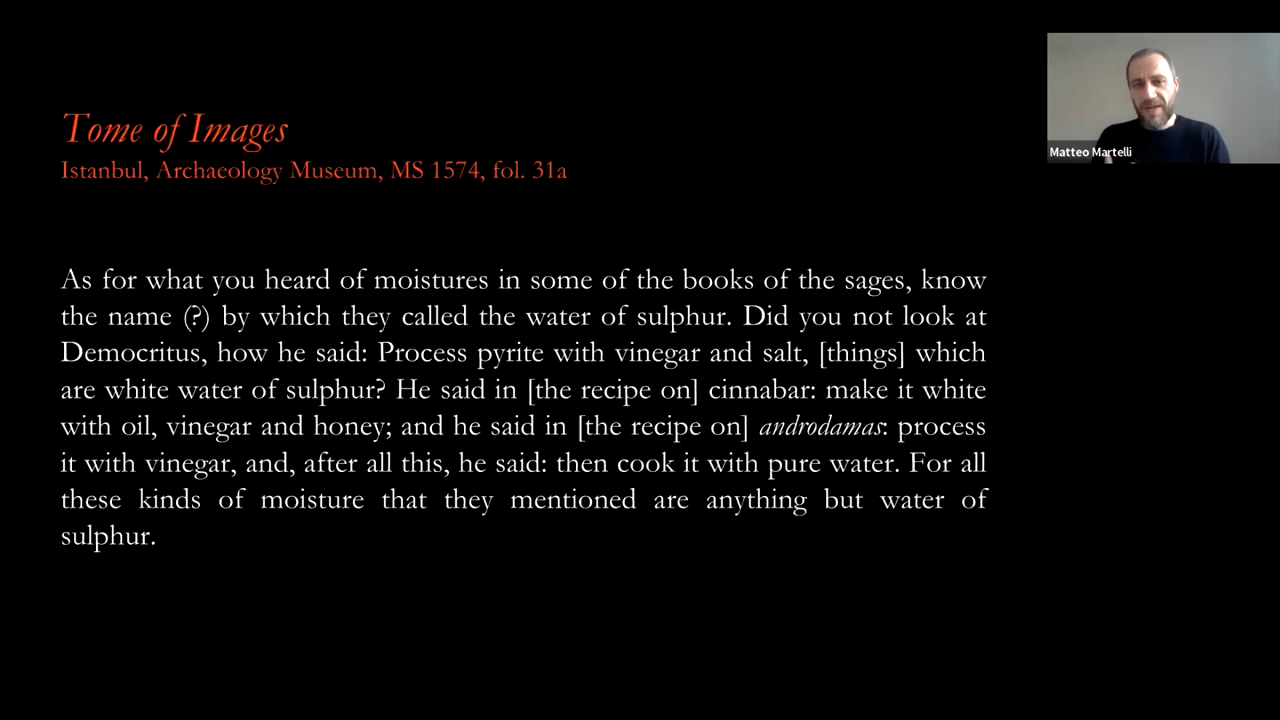 Tome of Images
Istanbul, Archaeology Museum, MS 1574, fol. 31a
As for what you heard of moistures in some of the books of the sages, know
the name (?) by which they called the water of sulphur. Did you not look at
Democritus, how he said: Process pyrite with vinegar and salt, [things] which
are white water of sulphur? He said in [the recipe on] cinnabar: make it white
with oil, vinegar and honey; and he said in [the recipe on] androdamas: process
it with vinegar, and, after all this, he said: then cook it with pure water. For all
these kinds of moisture that they mentioned are anything but water of
sulphur.
Matteo Martelli